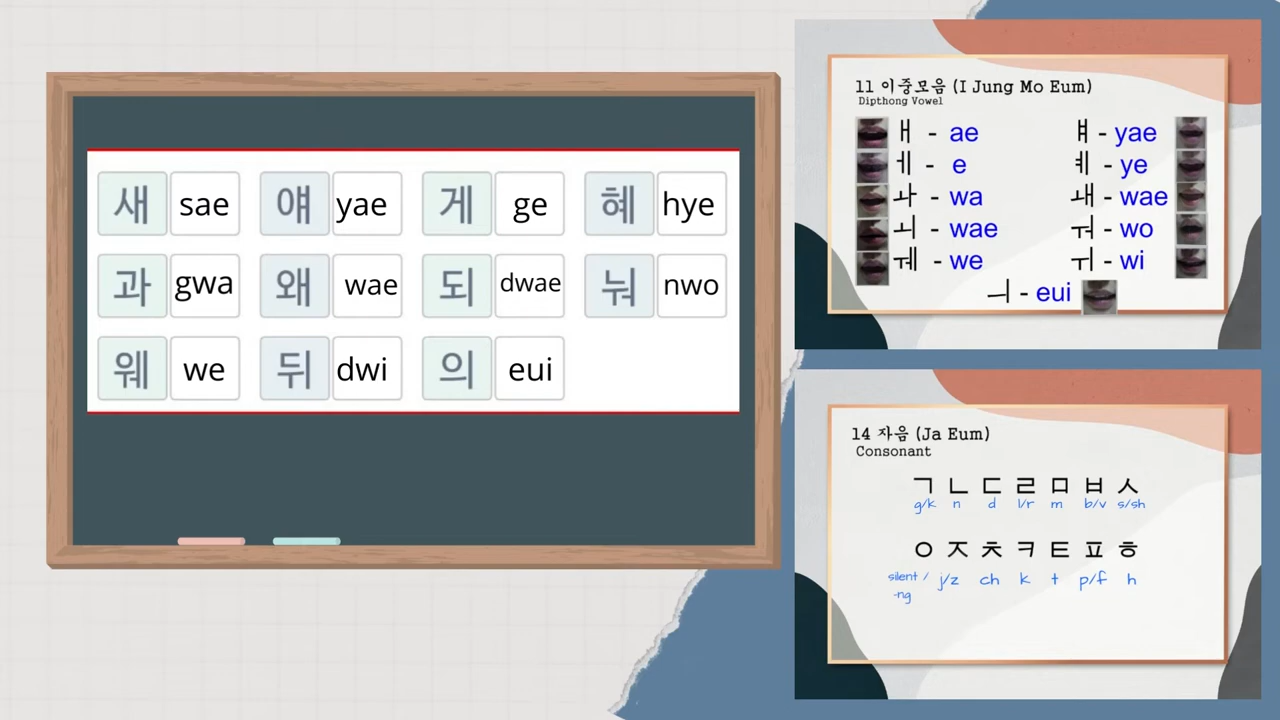 새 sae 얘 yae 게 ge 혜 hye
과 gwa 왜 wae 되 dwae 눠 nwo
웨 we 뒤 dwi 의 eui
11 이중모음 (I Jung Mo Eum)
Dipthong Vowel
ㅐ - ae ㅒ - yae
ㅔ - e ㅖ - ye
ㅘ - wa ㅙ - wae
ㅚ - wae ㅝ - wo
ㅞ - we ㅟ - wi
ㅢ - eui
14 자음 (Ja Eum)
Consonant
ㄱ ㄴ ㄷ ㄹ ㅁ ㅂ ㅅ
g/k n d l/r m b/v s/sh
ㅇ ㅈ ㅊ ㅋ ㅌ ㅍ ㅎ
silent / j/z ch k t p/f h
-ng